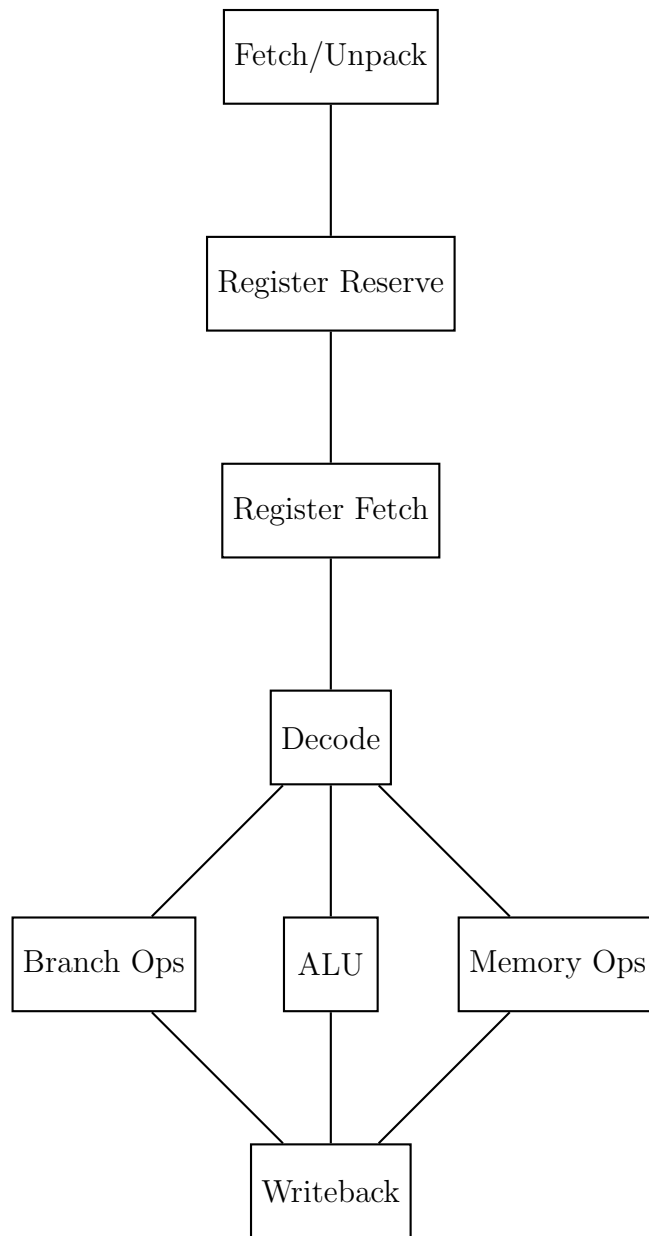 Fetch/Unpack
Register Reserve
Register Fetch
Decode
Branch Ops
ALU
Memory Ops
Writeback